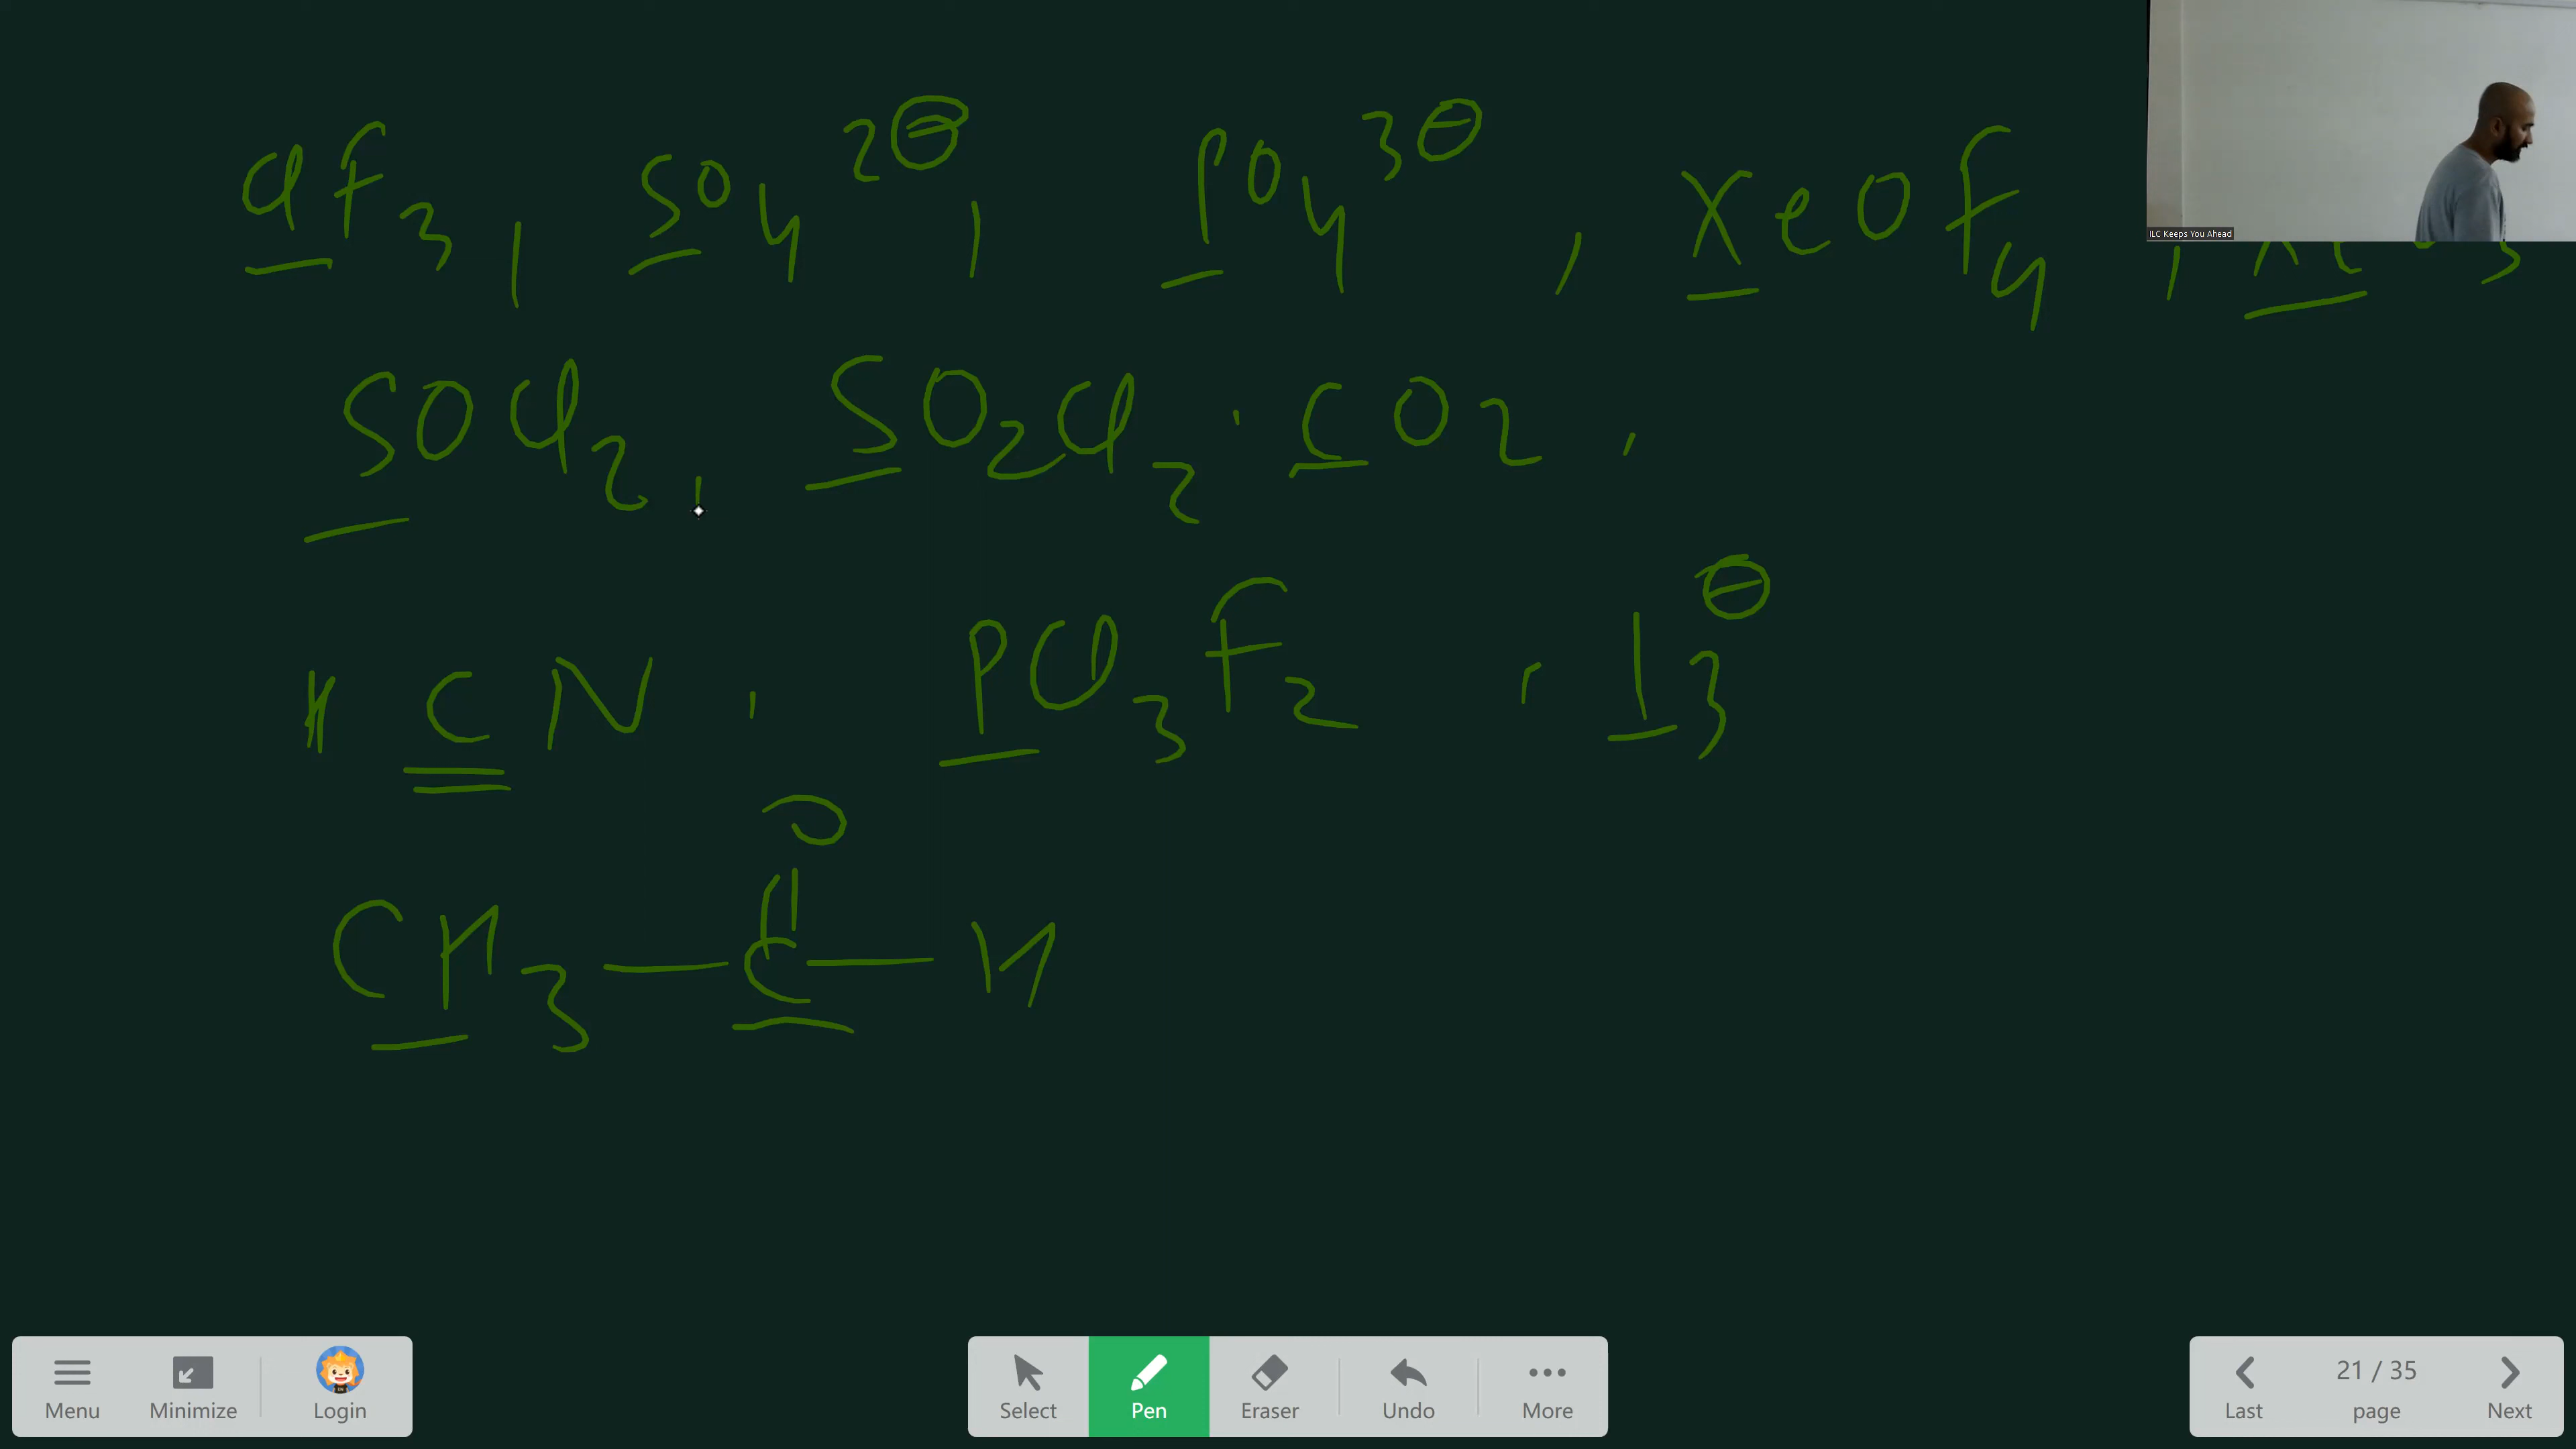 ClF3, SO4 2⊖, PO4 3⊖, XeOF4,
ILC Keeps You Ahead
SOCl2, SO2Cl2, CO2,
HCN, PCl3F2, I3⊖
O
CH3—C—H
Menu Minimize Login Select Pen Eraser Undo More Last 21 / 35 page Next